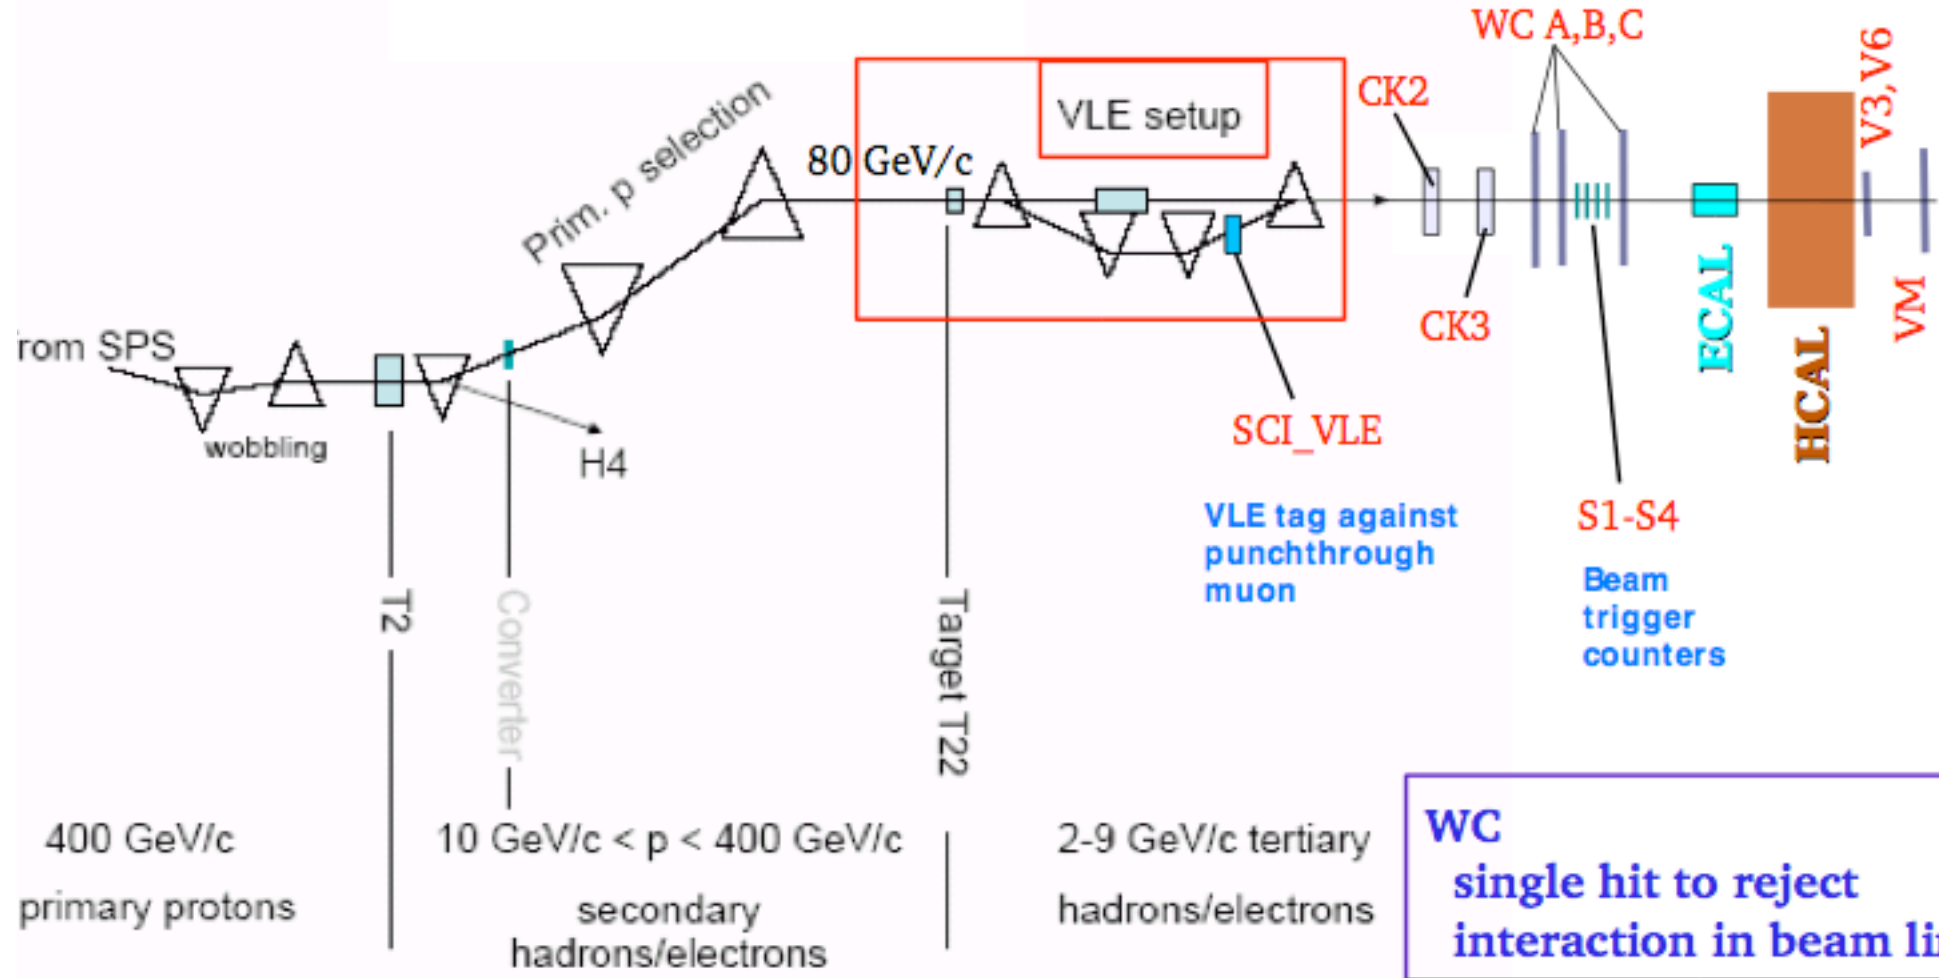 WC A,B,C
V3, V6
CK2
VLE setup
Prim. p selection
80 GeV/c
CK3
rom SPS
ECAL
VM
HCAL
wobbling
H4
SCI_VLE
VLE tag against
punchthrough
muon
S1-S4
Beam
trigger
counters
T2
Converter
Target T22
400 GeV/c
primary protons
10 GeV/c < p < 400 GeV/c
secondary
hadrons/electrons
2-9 GeV/c tertiary
hadrons/electrons
WC
single hit to reject
interaction in beam